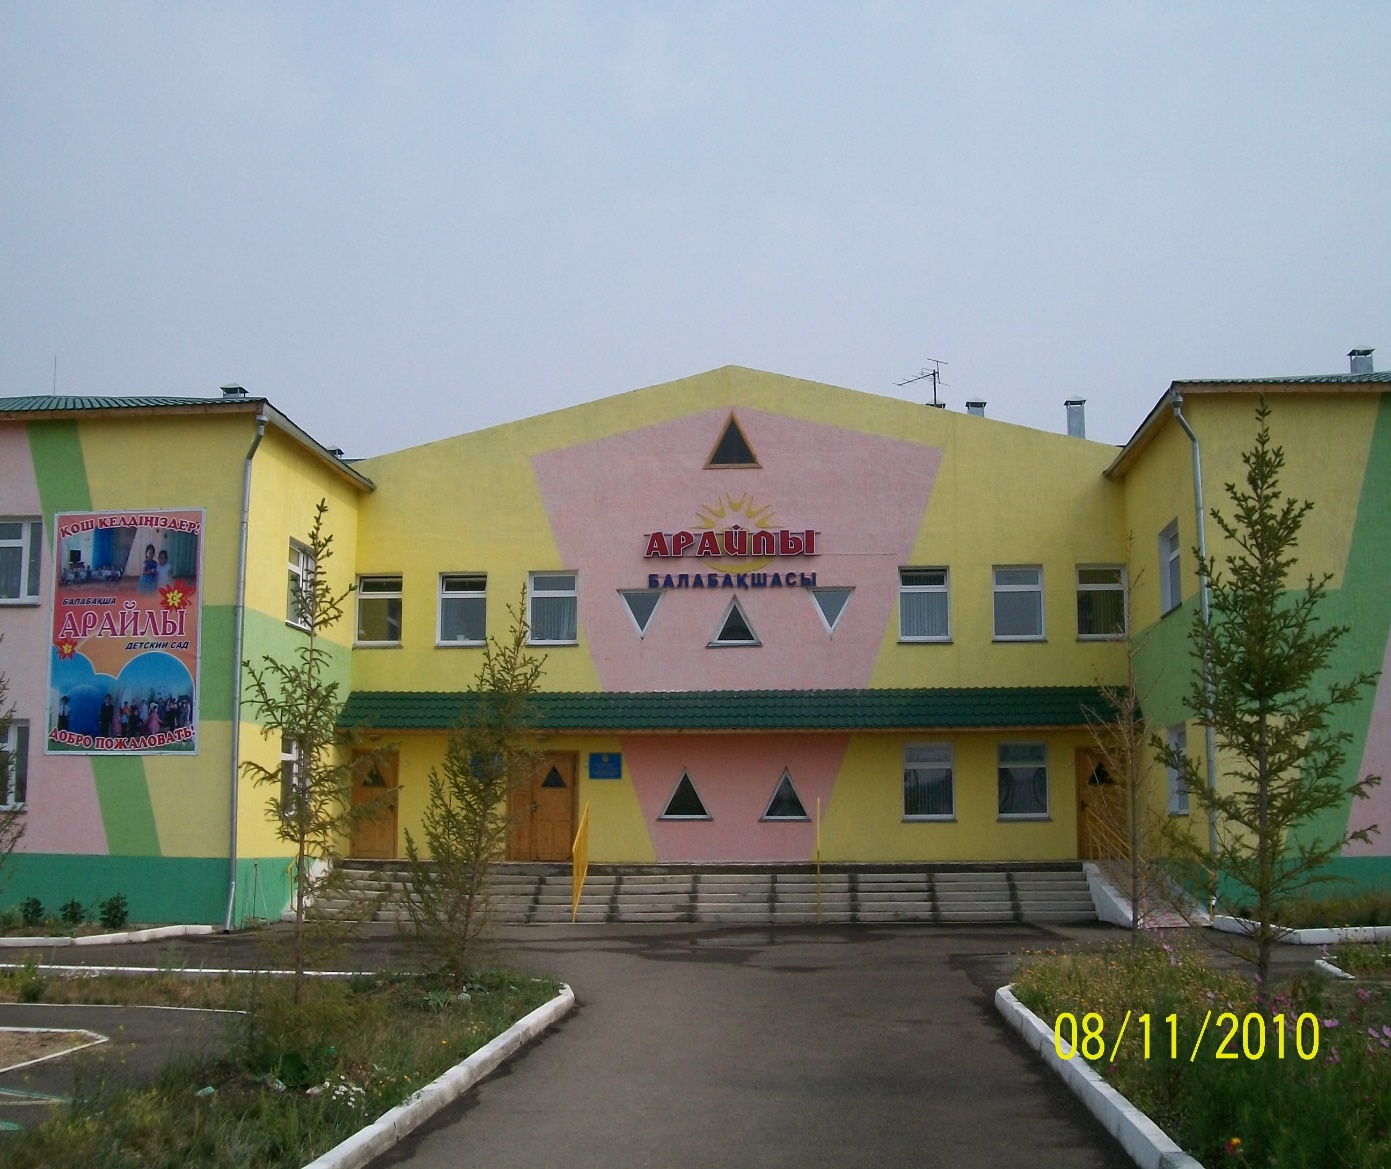 ҚОШ КЕЛДІҢІЗДЕР!
БАЛАБАҚША
АРАЙЛЫ
ДЕТСКИЙ САД
ДОБРО ПОЖАЛОВАТЬ!
АРАЙЛЫ
БАЛАБАҚШАСЫ
08/11/2010